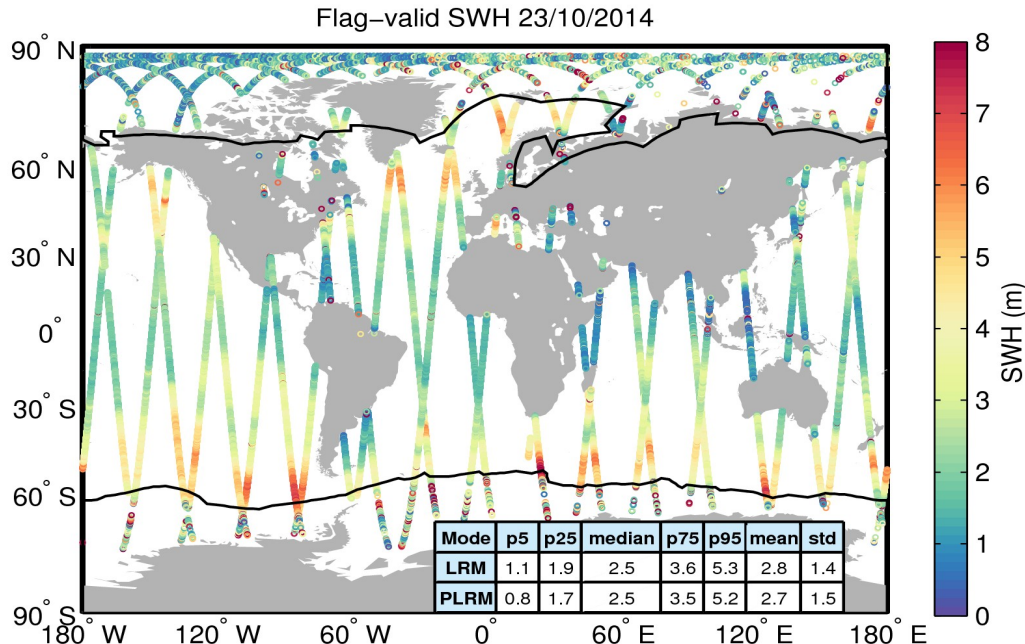 Flag−valid SWH 23/10/2014
90° N
60° N
30° N
0°
30° S
60° S
90° S
180° W
120° W
60° W
0°
60° E
120° E
180° E
Mode p5 p25 median p75 p95 mean std
LRM 1.1 1.9 2.5 3.6 5.3 2.8 1.4
PLRM 0.8 1.7 2.5 3.5 5.2 2.7 1.5
8
7
6
5
4
3
2
1
0
SWH (m)